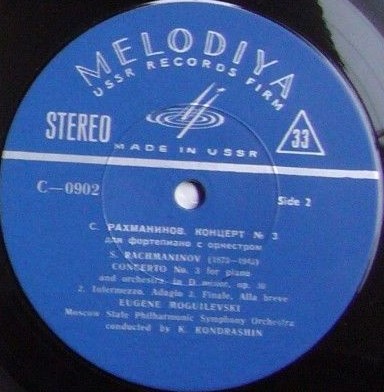 MELODIYA
USSR RECORDS FIRM
STEREO
33
MADE IN USSR
C—0902
Side 2
С. РАХМАНИНОВ. КОНЦЕРТ № 3
для фортепиано с оркестром
S. RACHMANINOV (1873—1943)
CONCERTO No. 3 for piano
and orchestra in D minor, op. 30
2. Intermezzo. Adagio 3. Finale. Alla breve
EUGENE MOGUILEVSKI
Moscow State Philharmonic Symphony Orchestra
conducted by K. KONDRASHIN